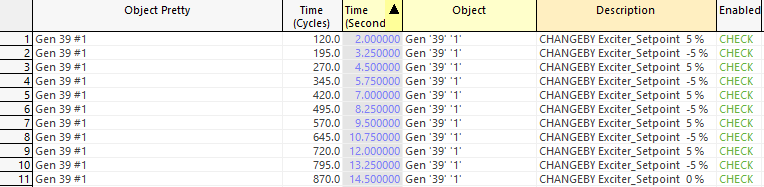 Object Pretty Time (Cycles) Time (Second Object Description Enabled
1 Gen 39 #1 120.0 2.000000 Gen '39' '1' CHANGEBY Exciter_Setpoint 5 % CHECK
2 Gen 39 #1 195.0 3.250000 Gen '39' '1' CHANGEBY Exciter_Setpoint -5 % CHECK
3 Gen 39 #1 270.0 4.500000 Gen '39' '1' CHANGEBY Exciter_Setpoint 5 % CHECK
4 Gen 39 #1 345.0 5.750000 Gen '39' '1' CHANGEBY Exciter_Setpoint -5 % CHECK
5 Gen 39 #1 420.0 7.000000 Gen '39' '1' CHANGEBY Exciter_Setpoint 5 % CHECK
6 Gen 39 #1 495.0 8.250000 Gen '39' '1' CHANGEBY Exciter_Setpoint -5 % CHECK
7 Gen 39 #1 570.0 9.500000 Gen '39' '1' CHANGEBY Exciter_Setpoint 5 % CHECK
8 Gen 39 #1 645.0 10.750000 Gen '39' '1' CHANGEBY Exciter_Setpoint -5 % CHECK
9 Gen 39 #1 720.0 12.000000 Gen '39' '1' CHANGEBY Exciter_Setpoint 5 % CHECK
10 Gen 39 #1 795.0 13.250000 Gen '39' '1' CHANGEBY Exciter_Setpoint -5 % CHECK
11 Gen 39 #1 870.0 14.500000 Gen '39' '1' CHANGEBY Exciter_Setpoint 0 % CHECK